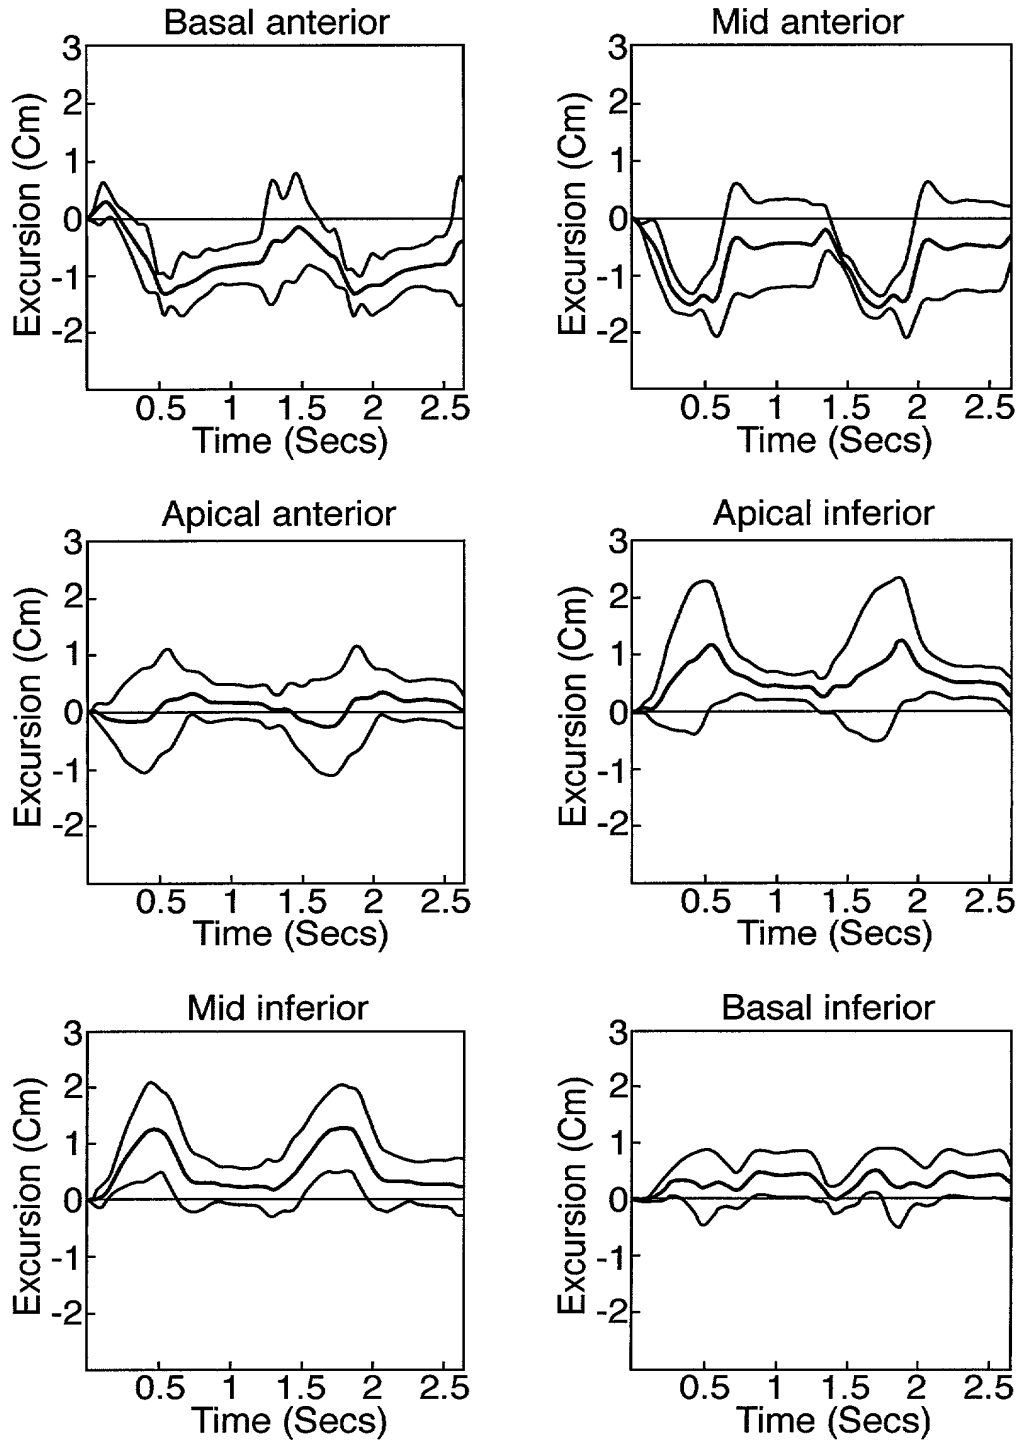 Basal anterior
Excursion (Cm)
3
2
1
0
-1
-2
0.5 1 1.5 2 2.5
Time (Secs)
Mid anterior
Excursion (Cm)
3
2
1
0
-1
-2
0.5 1 1.5 2 2.5
Time (Secs)
Apical anterior
Excursion (Cm)
3
2
1
0
-1
-2
0.5 1 1.5 2 2.5
Time (Secs)
Apical inferior
Excursion (Cm)
3
2
1
0
-1
-2
0.5 1 1.5 2 2.5
Time (Secs)
Mid inferior
Excursion (Cm)
3
2
1
0
-1
-2
0.5 1 1.5 2 2.5
Time (Secs)
Basal inferior
Excursion (Cm)
3
2
1
0
-1
-2
0.5 1 1.5 2 2.5
Time (Secs)